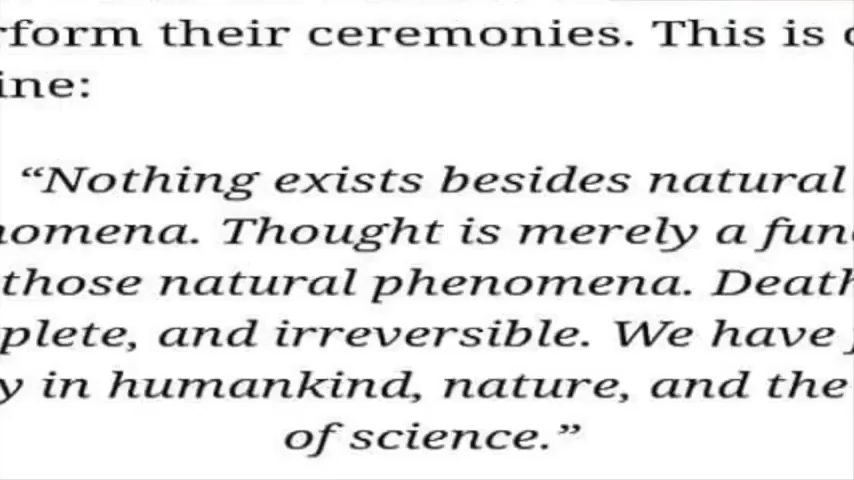 rform their ceremonies. This is
ine:
“Nothing exists besides natural
nomena. Thought is merely a fun
those natural phenomena. Death
plete, and irreversible. We have
y in humankind, nature, and the
of science.”